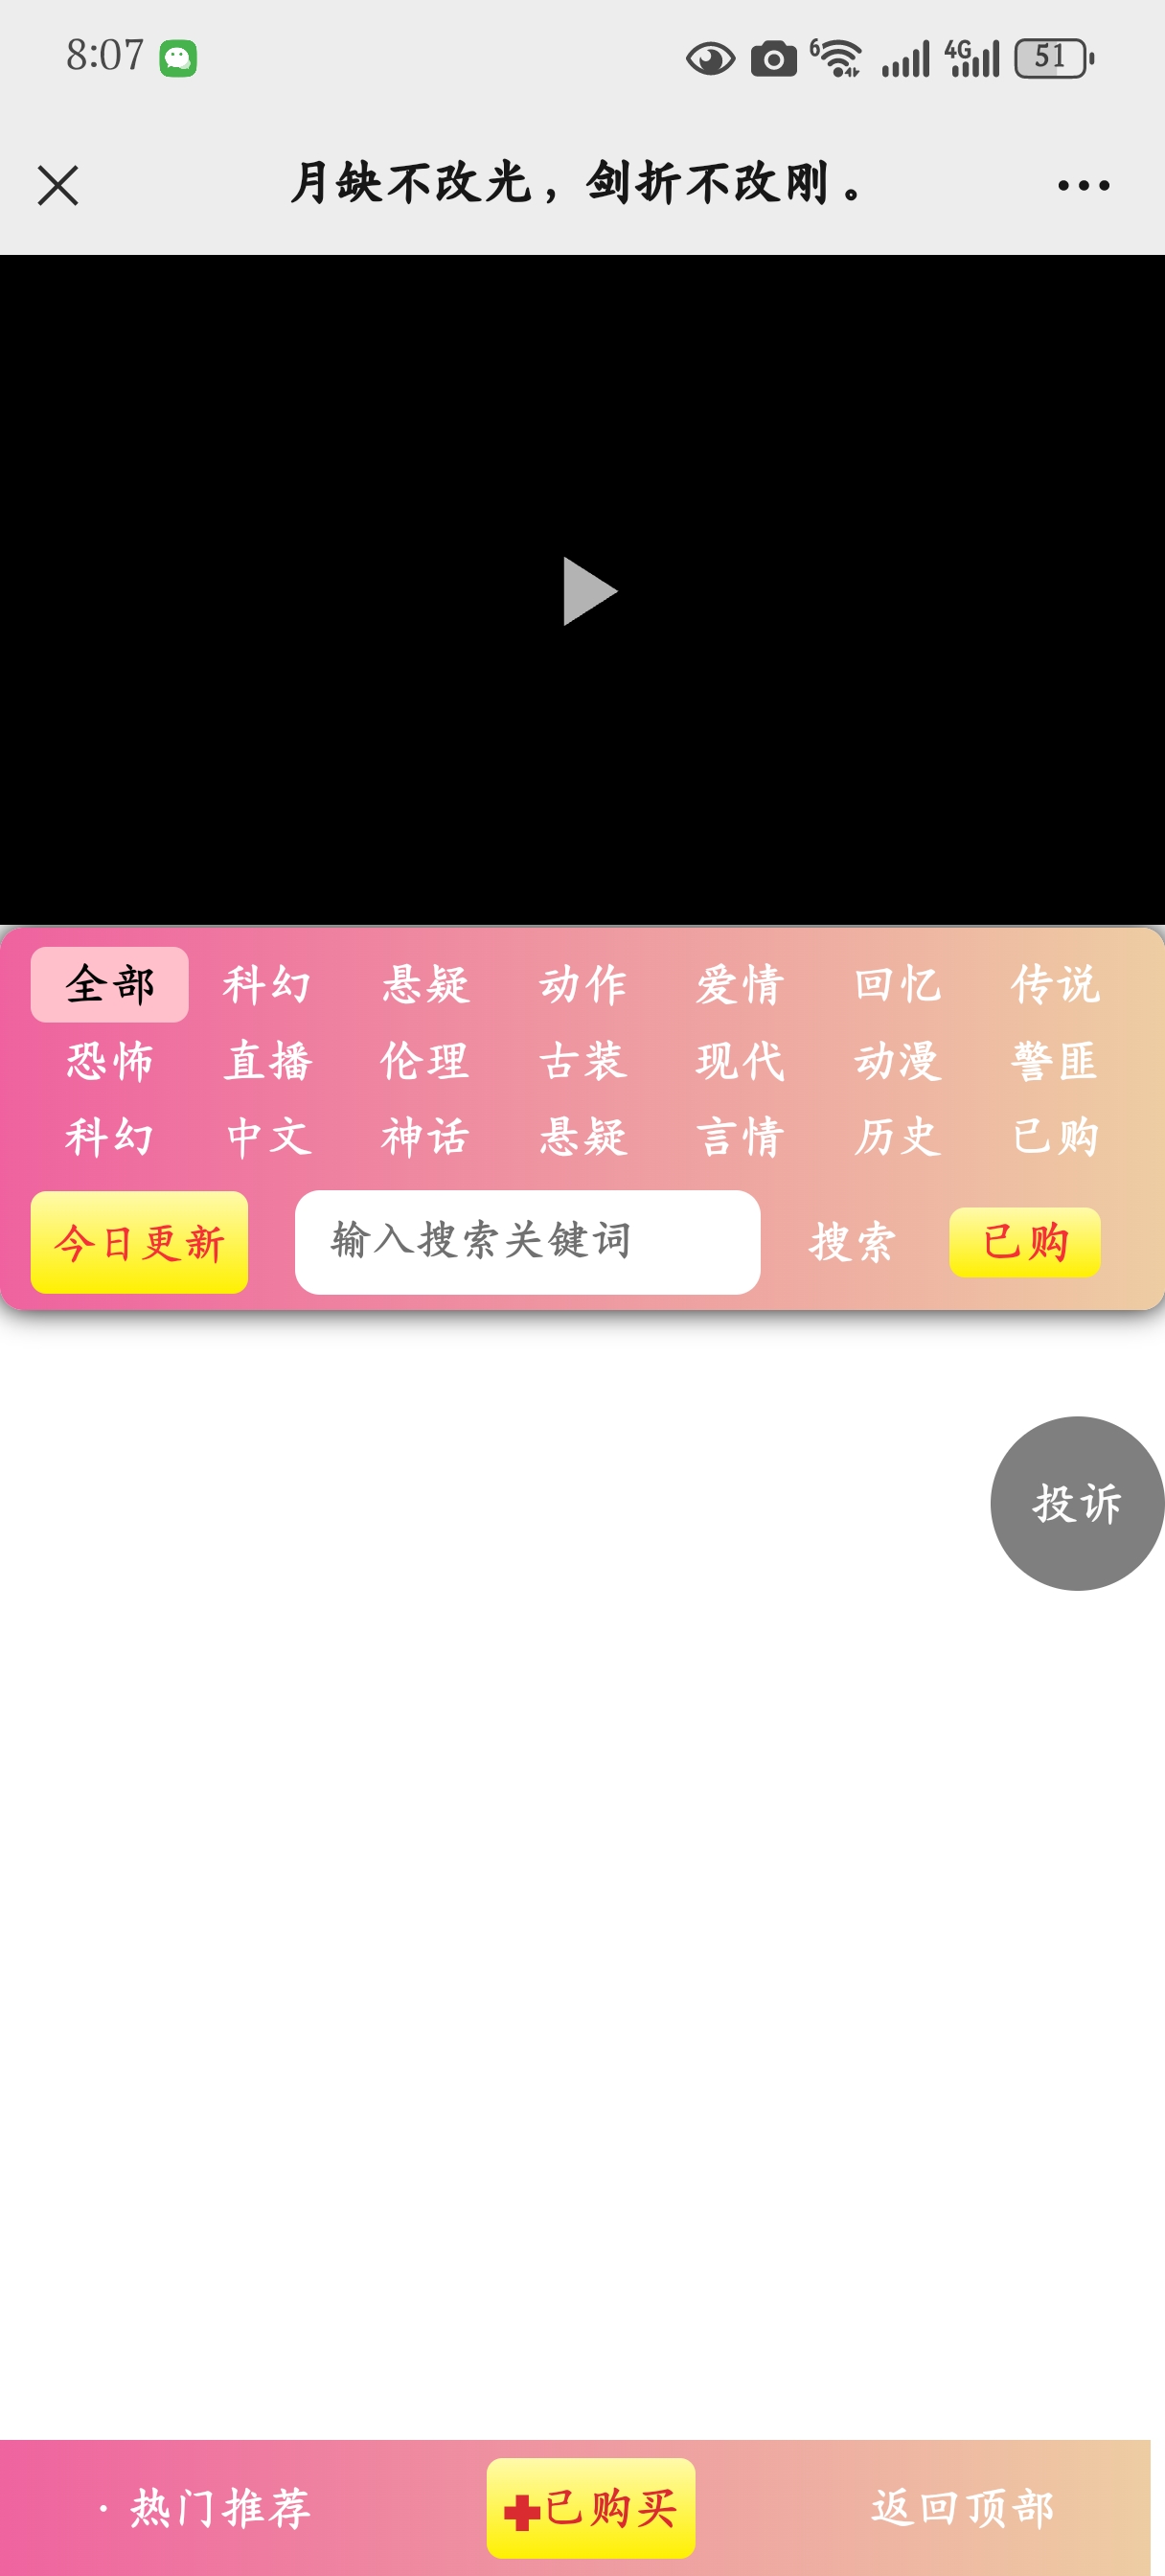 8:07
6 4G 51
月缺不改光，剑折不改刚。
全部 科幻 悬疑 动作 爱情 回忆 传说
恐怖 直播 伦理 古装 现代 动漫 警匪
科幻 中文 神话 悬疑 言情 历史 已购
今日更新 输入搜索关键词 搜索 已购
投诉
· 热门推荐 已购买 返回顶部